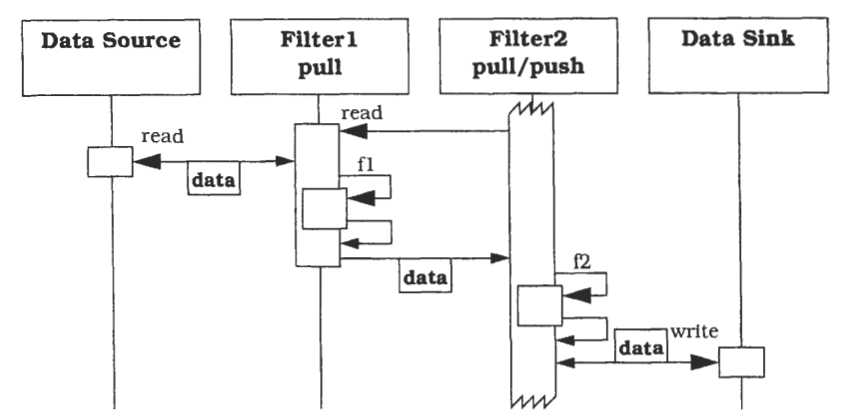 Data Source
Filter1
pull
Filter2
pull/push
Data Sink
read
read
data
f1
data
f2
data
write